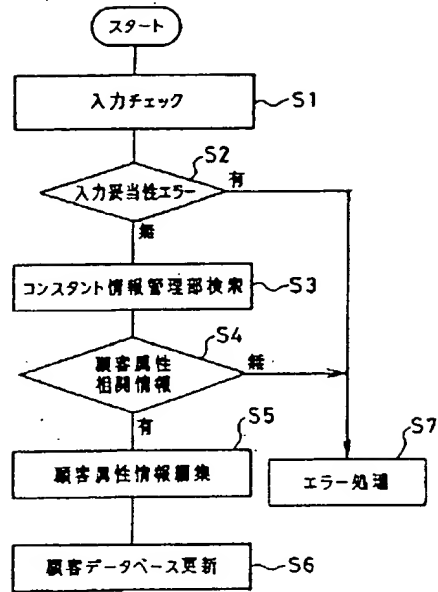 スタート
入力チェック
S1
S2
入力妥当性エラー
有
無
コンスタント情報管理部検索
S3
S4
顧客属性
相関情報
無
有
S5
顧客属性情報編集
S7
エラー処理
顧客データベース更新
S6